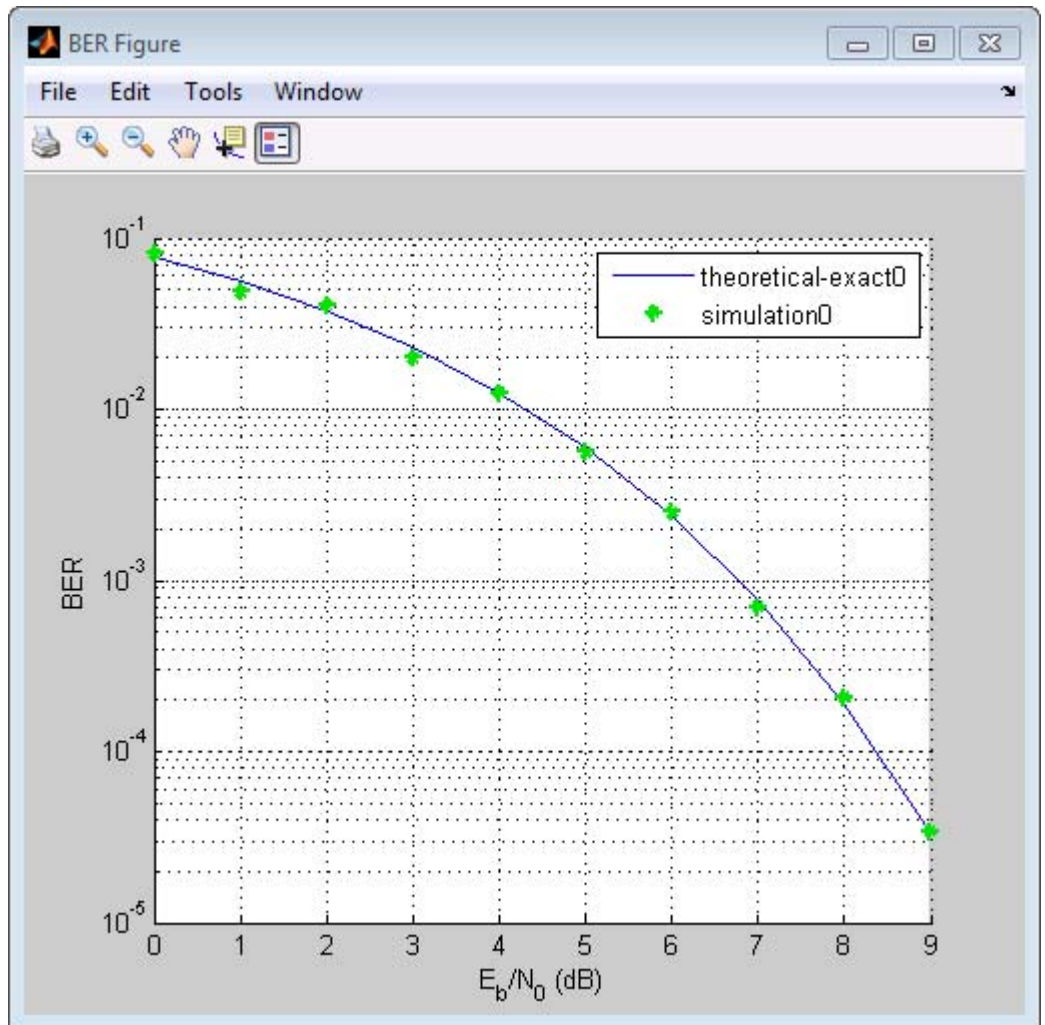 BER Figure
File Edit Tools Window
10-1
10-2
10-3
10-4
10-5
BER
theoretical-exact0
simulation0
0 1 2 3 4 5 6 7 8 9
Eb/N0 (dB)